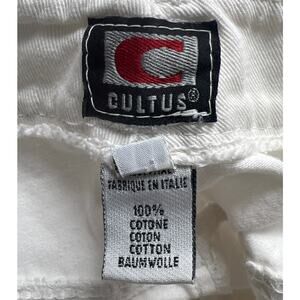 C
CULTUS®
FABRIQUE EN ITALIE
100%
COTONE
COTON
COTTON
BAUMWOLLE